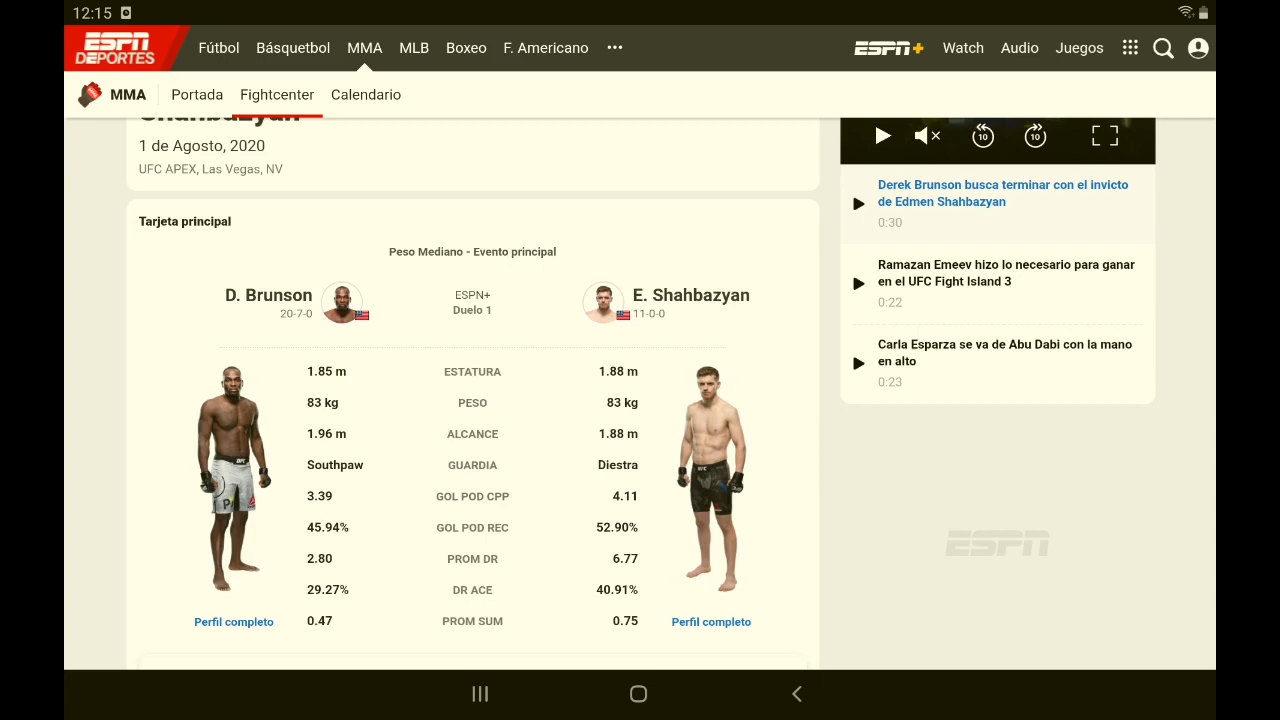 12:15
ESPN DEPORTES
Fútbol Básquetbol MMA MLB Boxeo F. Americano ···
ESPN+ Watch Audio Juegos
MMA Portada Fightcenter Calendario
Shahbazyan
1 de Agosto, 2020
UFC APEX, Las Vegas, NV
Tarjeta principal
Peso Mediano - Evento principal
D. Brunson
20-7-0
ESPN+
Duelo 1
E. Shahbazyan
11-0-0
1.85 m ESTATURA 1.88 m
83 kg PESO 83 kg
1.96 m ALCANCE 1.88 m
Southpaw GUARDIA Diestra
3.39 GOL POD CPP 4.11
45.94% GOL POD REC 52.90%
2.80 PROM DR 6.77
29.27% DR ACE 40.91%
Perfil completo 0.47 PROM SUM 0.75 Perfil completo
10 10
Derek Brunson busca terminar con el invicto
de Edmen Shahbazyan
0:30
Ramazan Emeev hizo lo necesario para ganar
en el UFC Fight Island 3
0:22
Carla Esparza se va de Abu Dabi con la mano
en alto
0:23
ESPN